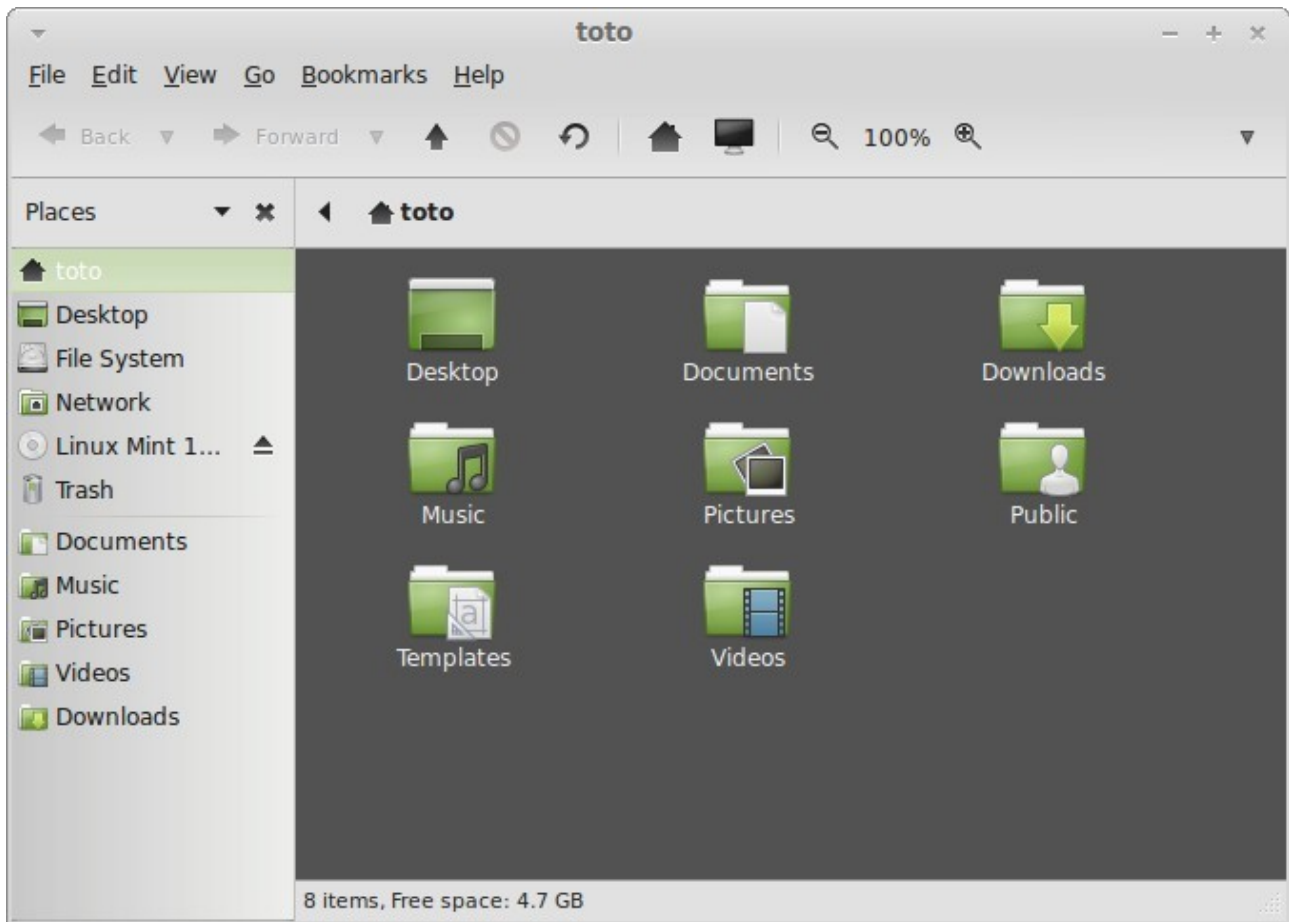 toto
File Edit View Go Bookmarks Help
Back Forward 100%
Places
toto
toto
Desktop
File System
Network
Linux Mint 1...
Trash
Documents
Music
Pictures
Videos
Downloads
Desktop Documents Downloads
Music Pictures Public
Templates Videos
8 items, Free space: 4.7 GB